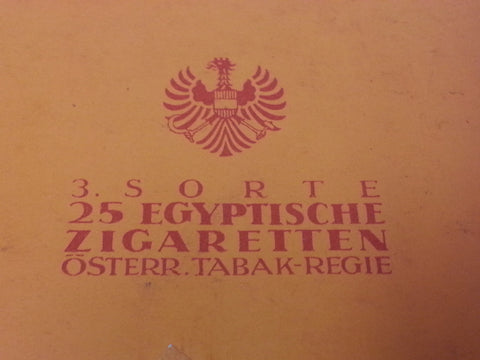 3. SORTE
25 EGYPTISCHE
ZIGARETTEN
ÖSTERR. TABAK-REGIE